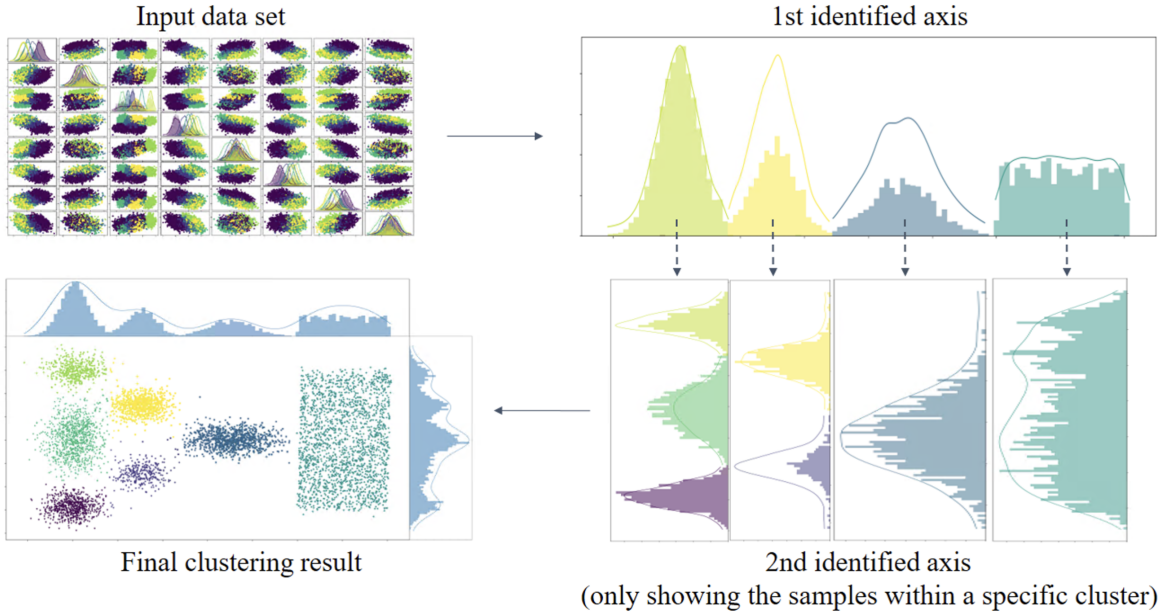 Input data set
1st identified axis
Final clustering result
2nd identified axis
(only showing the samples within a specific cluster)